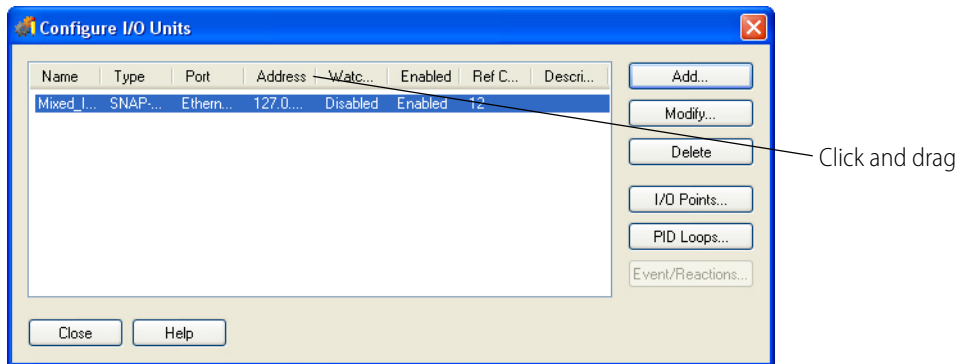 Configure I/O Units
Name Type Port Address Watc... Enabled Ref C... Descri...
Mixed_I... SNAP-... Ethern... 127.0.... Disabled Enabled 12
Add...
Modify...
Delete
Click and drag
I/O Points...
PID Loops...
Event/Reactions...
Close Help